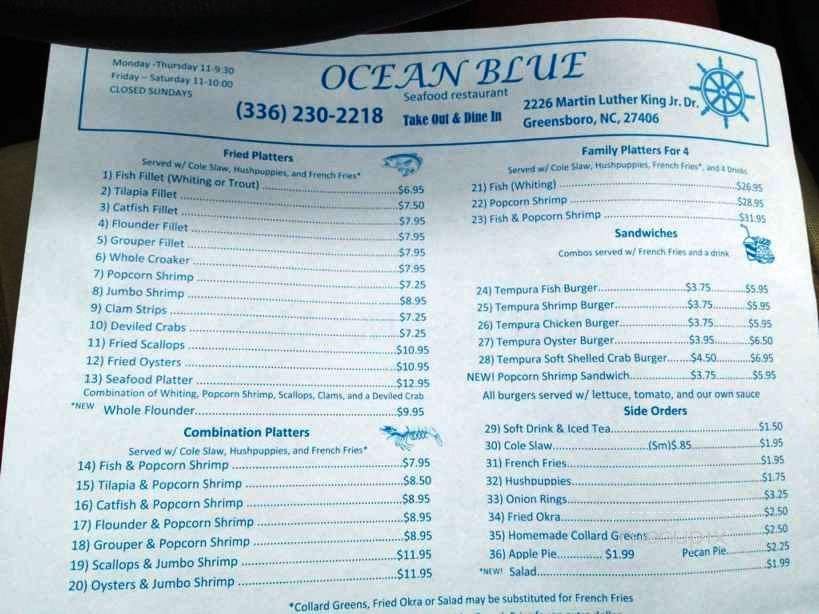 Monday -Thursday 11-9:30
Friday – Saturday 11-10:00
CLOSED SUNDAYS
OCEAN BLUE
Seafood restaurant
(336) 230-2218
Take Out & Dine In
2226 Martin Luther King Jr. Dr.
Greensboro, NC, 27406
Fried Platters
Served w/ Cole Slaw, Hushpuppies, and French Fries*
1) Fish Fillet (Whiting or Trout) $6.95
2) Tilapia Fillet $7.50
3) Catfish Fillet $7.95
4) Flounder Fillet $7.95
5) Grouper Fillet $7.95
6) Whole Croaker $7.95
7) Popcorn Shrimp $7.25
8) Jumbo Shrimp $8.95
9) Clam Strips $7.25
10) Deviled Crabs $7.25
11) Fried Scallops $10.95
12) Fried Oysters $10.95
13) Seafood Platter $12.95
Combination of Whiting, Popcorn Shrimp, Scallops, Clams, and a Deviled Crab
*NEW Whole Flounder $9.95
Combination Platters
Served w/ Cole Slaw, Hushpuppies, and French Fries*
14) Fish & Popcorn Shrimp $7.95
15) Tilapia & Popcorn Shrimp $8.50
16) Catfish & Popcorn Shrimp $8.95
17) Flounder & Popcorn Shrimp $8.95
18) Grouper & Popcorn Shrimp $8.95
19) Scallops & Jumbo Shrimp $11.95
20) Oysters & Jumbo Shrimp $11.95
Family Platters For 4
Served w/ Cole Slaw, Hushpuppies, French Fries*, and 4 Drinks
21) Fish (Whiting) $26.95
22) Popcorn Shrimp $28.95
23) Fish & Popcorn Shrimp $31.95
Sandwiches
Combos served w/ French Fries and a drink
24) Tempura Fish Burger $3.75 $5.95
25) Tempura Shrimp Burger $3.75 $5.95
26) Tempura Chicken Burger $3.75 $5.95
27) Tempura Oyster Burger $3.95 $6.50
28) Tempura Soft Shelled Crab Burger $4.50 $6.95
NEW! Popcorn Shrimp Sandwich $3.75 $5.95
All burgers served w/ lettuce, tomato, and our own sauce
Side Orders
29) Soft Drink & Iced Tea $1.50
30) Cole Slaw (Sm)$.85 $1.95
31) French Fries $1.95
32) Hushpuppies $1.75
33) Onion Rings $3.25
34) Fried Okra $2.50
35) Homemade Collard Greens $2.50
36) Apple Pie $1.99 Pecan Pie $2.25
*NEW! Salad $1.99
*Collard Greens, Fried Okra or Salad may be substituted for French Fries